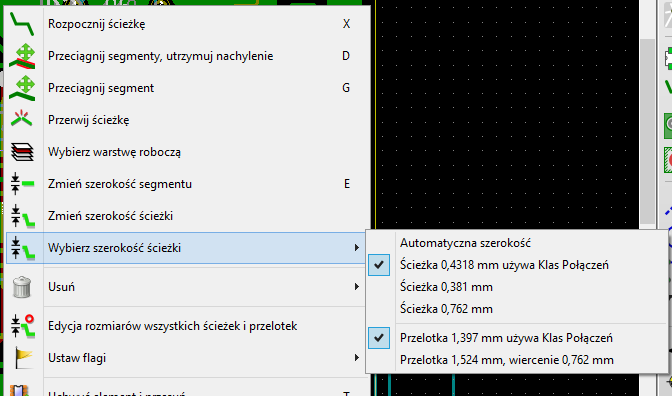 Rozpocznij ścieżkę X
Przeciągnij segmenty, utrzymuj nachylenie D
Przeciągnij segment G
Przerwij ścieżkę
Wybierz warstwę roboczą
Zmień szerokość segmentu E
Zmień szerokość ścieżki
Wybierz szerokość ścieżki
Automatyczna szerokość
Ścieżka 0,4318 mm używa Klas Połączeń
Ścieżka 0,381 mm
Ścieżka 0,762 mm
Przelotka 1,397 mm używa Klas Połączeń
Przelotka 1,524 mm, wiercenie 0,762 mm
Usuń
Edycja rozmiarów wszystkich ścieżek i przelotek
Ustaw flagi